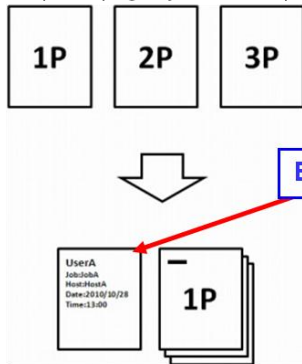 1P
2P
3P
UserA
Job:JobA
Host:HostA
Date:2010/10/28
Time:13:00
1P